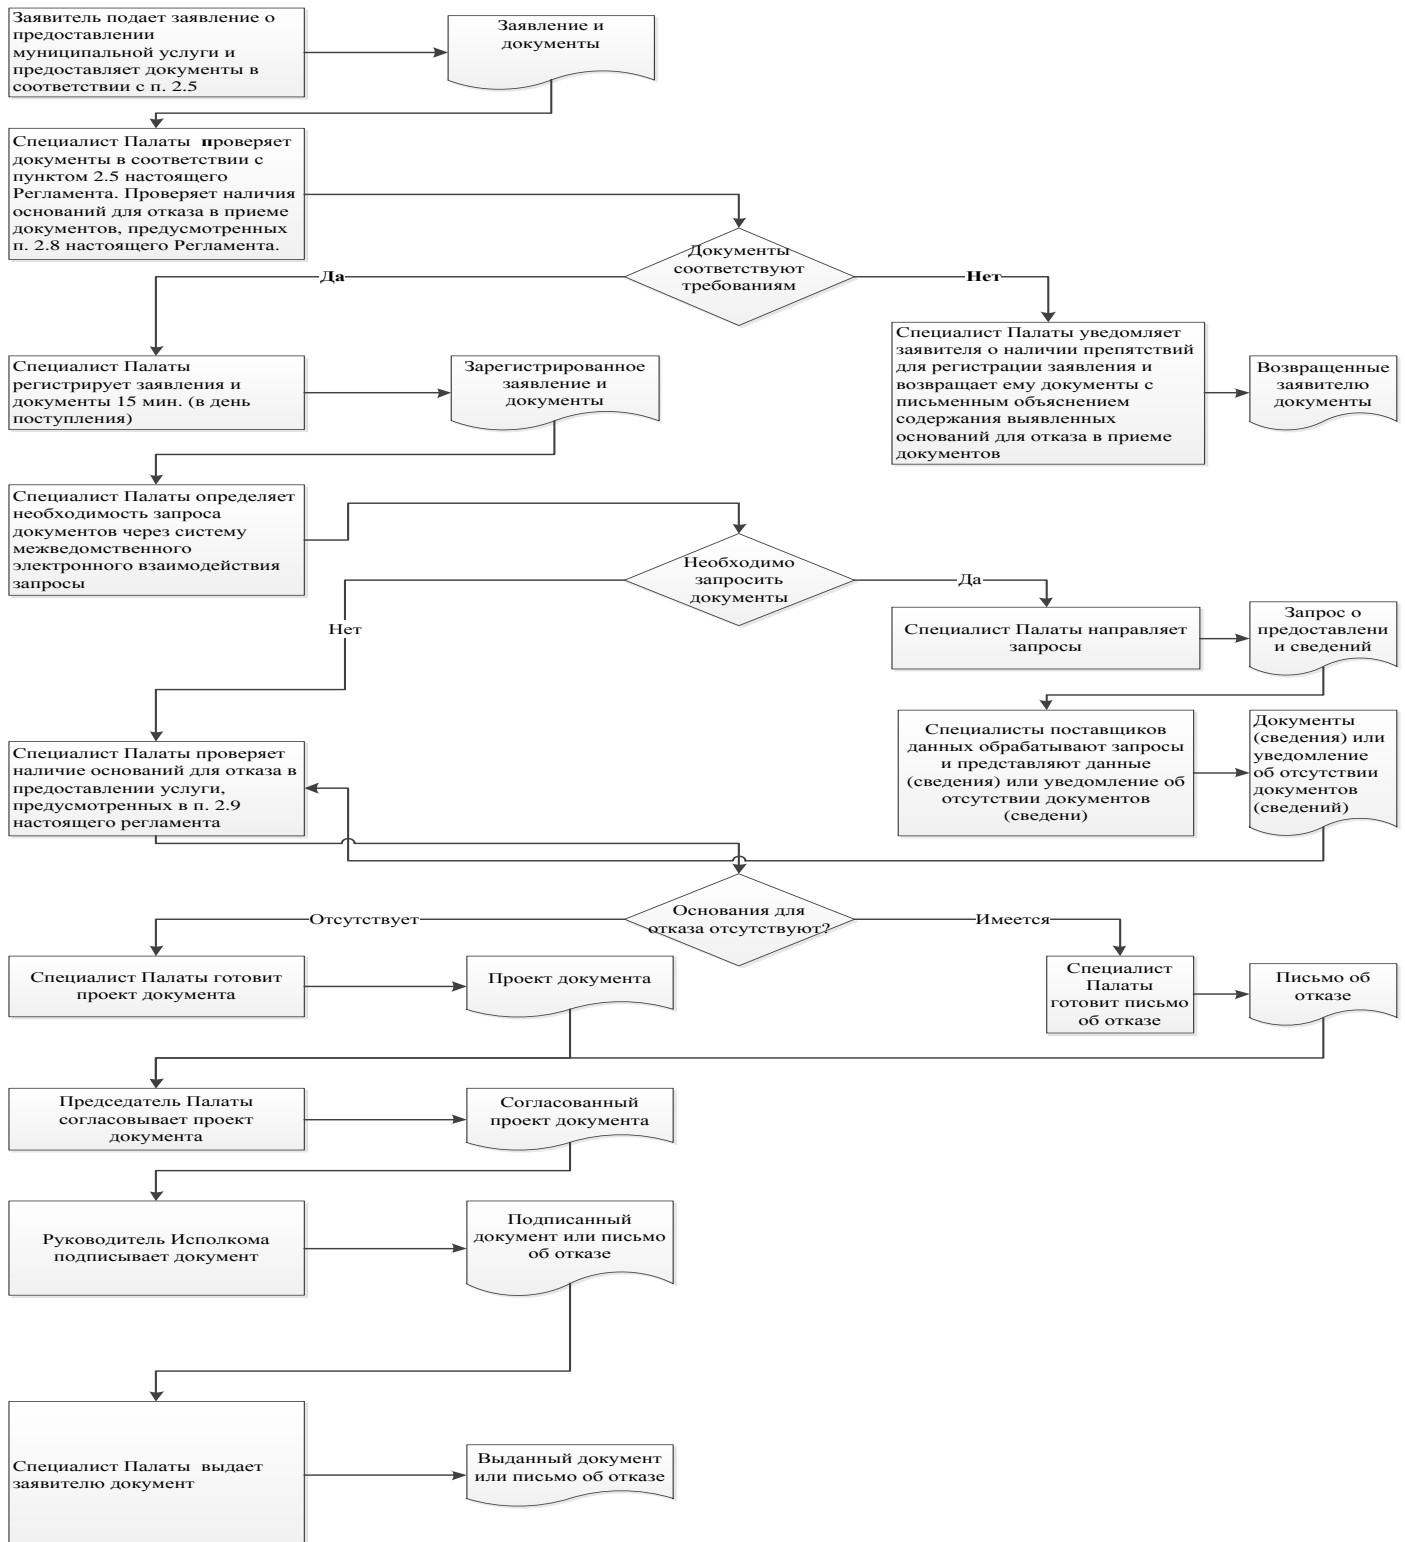 Заявитель подает заявление о
предоставлении
муниципальной услуги и
предоставляет документы в
соответствии с п. 2.5
Заявление и
документы
Специалист Палаты проверяет
документы в соответствии с
пунктом 2.5 настоящего
Регламента. Проверяет наличия
оснований для отказа в приеме
документов, предусмотренных
п. 2.8 настоящего Регламента.
Документы
соответствуют
требованиям
Да
Нет
Специалист Палаты
регистрирует заявления и
документы 15 мин. (в день
поступления)
Зарегистрированное
заявление и
документы
Специалист Палаты уведомляет
заявителя о наличии препятствий
для регистрации заявления и
возвращает ему документы с
письменным объяснением
содержания выявленных
оснований для отказа в приеме
документов
Возвращенные
заявителю
документы
Специалист Палаты определяет
необходимость запроса
документов через систему
межведомственного
электронного взаимодействия
запросы
Необходимо
запросить
документы
Да
Нет
Специалист Палаты направляет
запросы
Запрос о
предоставлени
и сведений
Специалисты поставщиков
данных обрабатывают запросы
и представляют данные
(сведения) или уведомление об
отсутствии документов
(сведени)
Документы
(сведения) или
уведомление
об отсутствии
документов
(сведений)
Специалист Палаты проверяет
наличие оснований для отказа в
предоставлении услуги,
предусмотренных в п. 2.9
настоящего регламента
Основания для
отказа отсутствуют?
Отсутствует
Имеется
Специалист Палаты готовит
проект документа
Проект документа
Специалист
Палаты
готовит письмо
об отказе
Письмо об
отказе
Председатель Палаты
согласовывает проект
документа
Согласованный
проект документа
Руководитель Исполкома
подписывает документ
Подписанный
документ или письмо
об отказе
Специалист Палаты выдает
заявителю документ
Выданный документ
или письмо об отказе